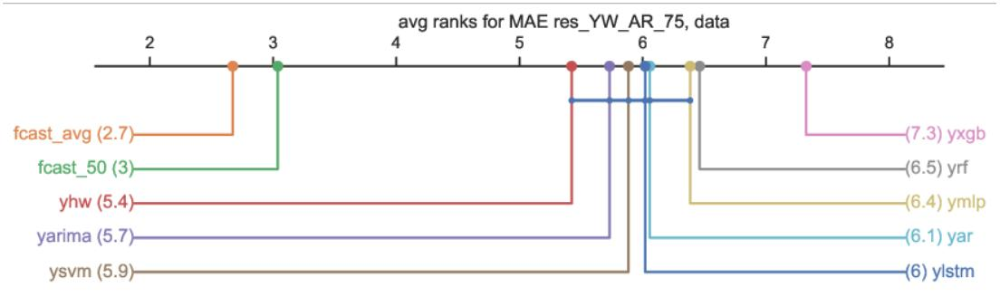 avg ranks for MAE res_YW_AR_75, data
2 3 4 5 6 7 8
fcast_avg (2.7)
fcast_50 (3)
yhw (5.4)
yarima (5.7)
ysvm (5.9)
(7.3) yxgb
(6.5) yrf
(6.4) ymlp
(6.1) yar
(6) ylstm